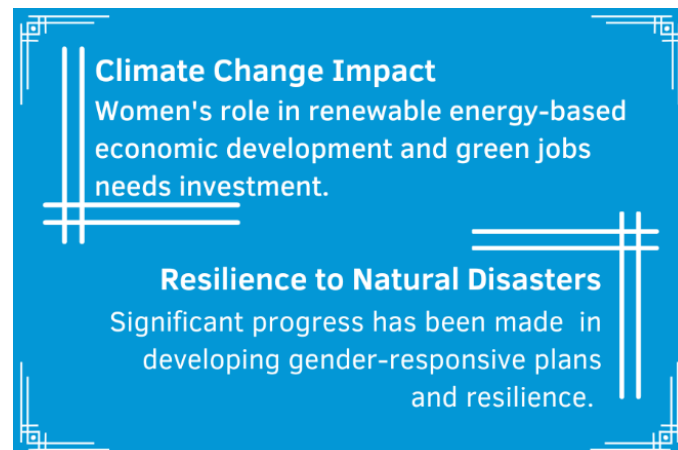 Climate Change Impact
Women's role in renewable energy-based
economic development and green jobs
needs investment.
Resilience to Natural Disasters
Significant progress has been made in
developing gender-responsive plans
and resilience.